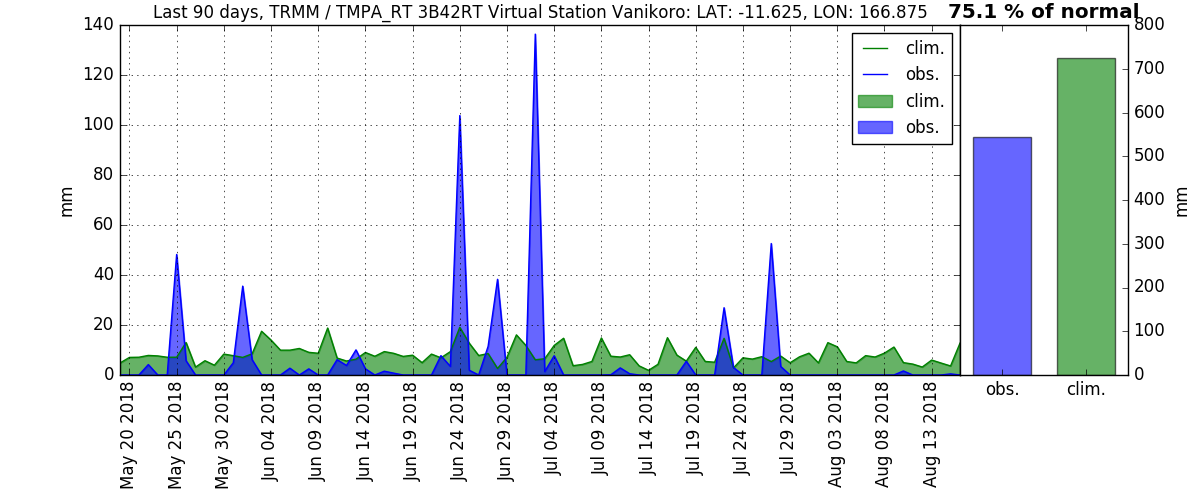 Last 90 days, TRMM / TMPA_RT 3B42RT Virtual Station Vanikoro: LAT: -11.625, LON: 166.875
75.1 % of normal
140
120
100
80
60
40
20
0
mm
clim.
obs.
clim.
obs.
May 20 2018
May 25 2018
May 30 2018
Jun 04 2018
Jun 09 2018
Jun 14 2018
Jun 19 2018
Jun 24 2018
Jun 29 2018
Jul 04 2018
Jul 09 2018
Jul 14 2018
Jul 19 2018
Jul 24 2018
Jul 29 2018
Aug 03 2018
Aug 08 2018
Aug 13 2018
800
700
600
500
400
300
200
100
0
mm
obs.
clim.